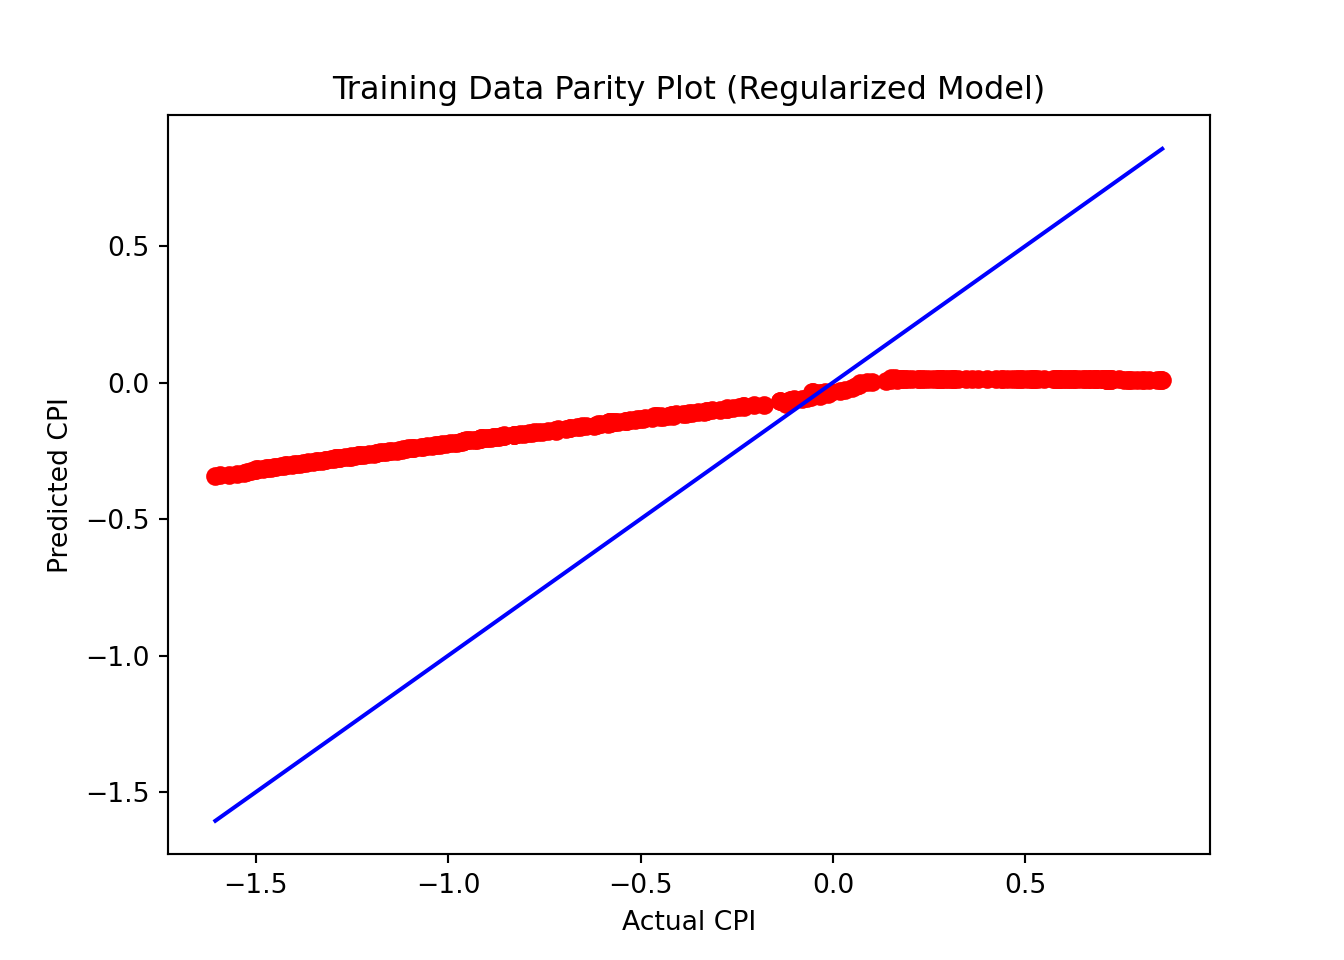 Training Data Parity Plot (Regularized Model)
0.5
0.0
−0.5
−1.0
−1.5
Predicted CPI
−1.5 −1.0 −0.5 0.0 0.5
Actual CPI